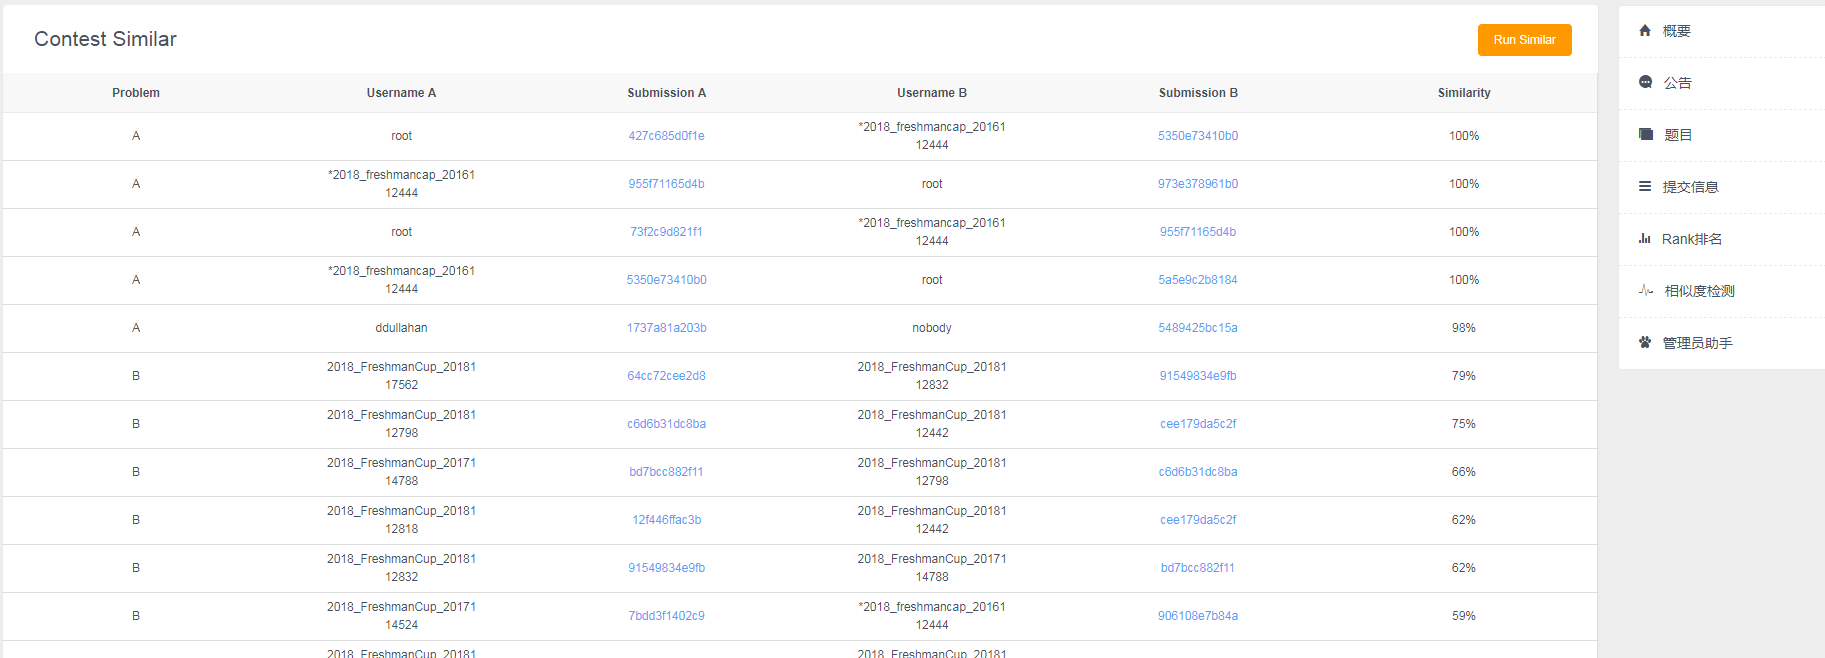 Contest Similar
Run Similar
Problem Username A Submission A Username B Submission B Similarity
A root 427c685d0f1e *2018_freshmancap_20161
12444 5350e73410b0 100%
A *2018_freshmancap_20161
12444 955f71165d4b root 973e378961b0 100%
A root 73f2c9d821f1 *2018_freshmancap_20161
12444 955f71165d4b 100%
A *2018_freshmancap_20161
12444 5350e73410b0 root 5a5e9c2b8184 100%
A ddullahan 1737a81a203b nobody 5489425bc15a 98%
B 2018_FreshmanCup_20181
17562 64cc72cee2d8 2018_FreshmanCup_20181
12832 91549834e9fb 79%
B 2018_FreshmanCup_20181
12798 c6d6b31dc8ba 2018_FreshmanCup_20181
12442 cee179da5c2f 75%
B 2018_FreshmanCup_20171
14788 bd7bcc882f11 2018_FreshmanCup_20181
12798 c6d6b31dc8ba 66%
B 2018_FreshmanCup_20181
12818 12f446ffac3b 2018_FreshmanCup_20181
12442 cee179da5c2f 62%
B 2018_FreshmanCup_20181
12832 91549834e9fb 2018_FreshmanCup_20171
14788 bd7bcc882f11 62%
B 2018_FreshmanCup_20171
14524 7bdd3f1402c9 *2018_freshmancap_20161
12444 906108e7b84a 59%
2018_FreshmanCup_20181 2018_FreshmanCup_20181
概要
公告
题目
提交信息
Rank排名
相似度检测
管理员助手